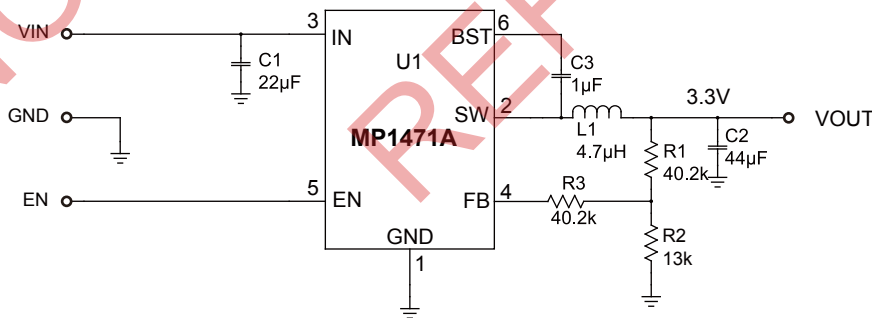 VIN
3
IN
C1
22µF
GND
EN
5
EN
U1
MP1471A
BST
6
C3
1µF
SW
2
L1
4.7µH
3.3V
VOUT
C2
44µF
R1
40.2k
FB
4
R3
40.2k
R2
13k
GND
1